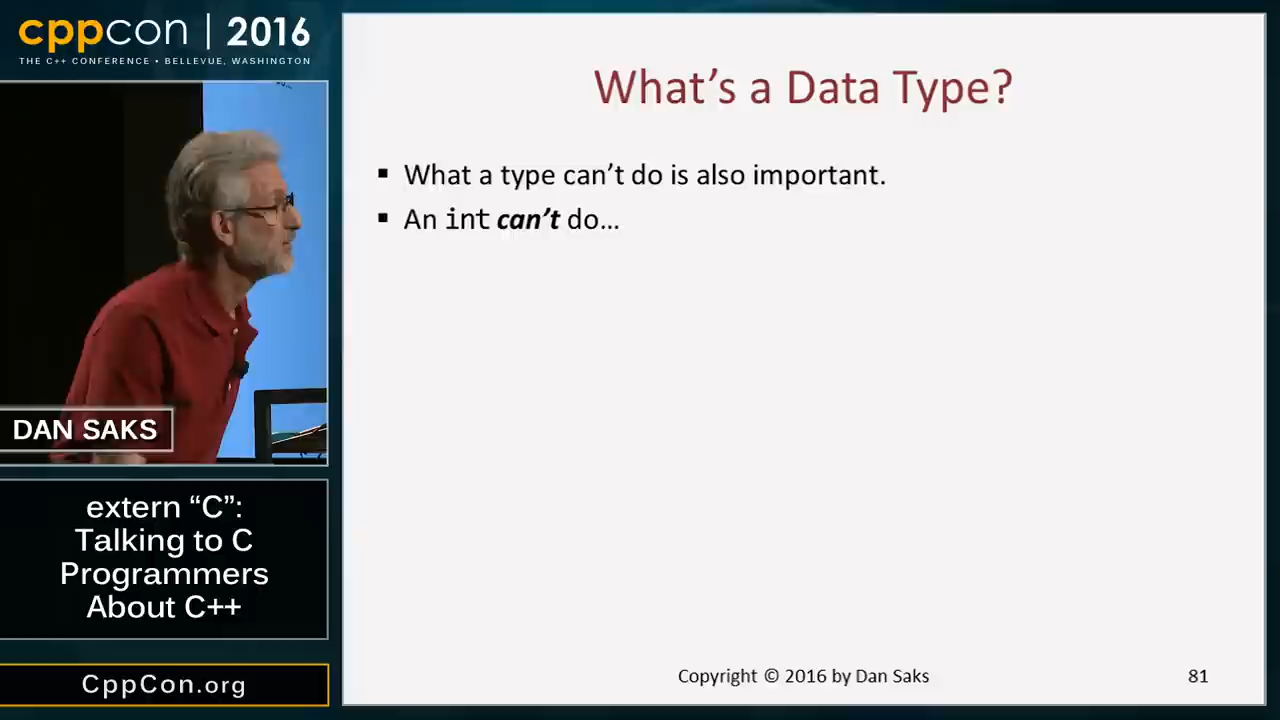 cppcon | 2016
THE C++ CONFERENCE • BELLEVUE, WASHINGTON
DAN SAKS
extern “C”:
Talking to C
Programmers
About C++
CppCon.org
What’s a Data Type?
▪ What a type can’t do is also important.
▪ An int can’t do…
Copyright © 2016 by Dan Saks
81